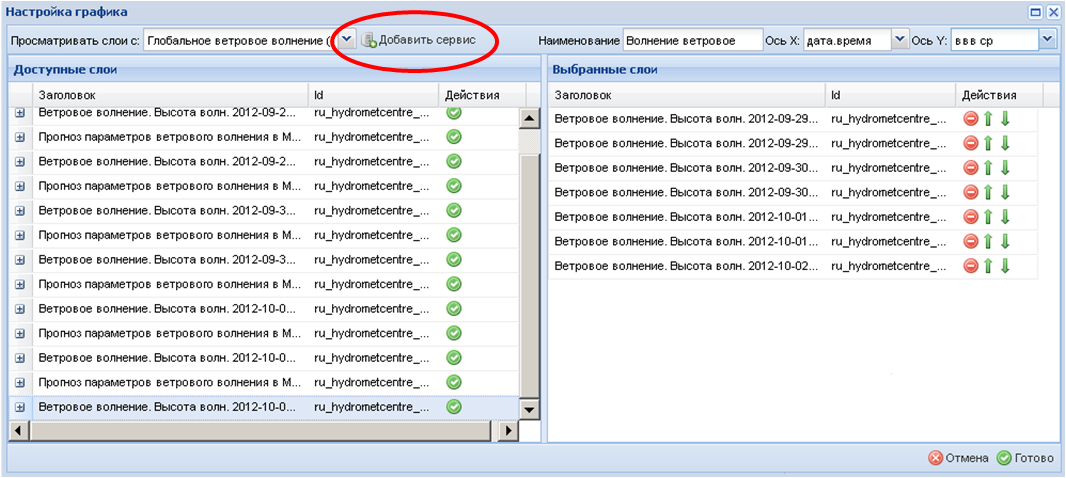 Настройка графика
Просматривать слои с: Глобальное ветровое волнение ( Добавить сервис Наименование Волнение ветровое Ось X: дата.время Ось Y: ввв ср
Доступные слои
Заголовок Id Действия
Ветровое волнение. Высота волн. 2012-09-2... ru_hydrometcentre_...
Прогноз параметров ветрового волнения в М... ru_hydrometcentre_...
Ветровое волнение. Высота волн. 2012-09-2... ru_hydrometcentre_...
Прогноз параметров ветрового волнения в М... ru_hydrometcentre_...
Ветровое волнение. Высота волн. 2012-09-3... ru_hydrometcentre_...
Прогноз параметров ветрового волнения в М... ru_hydrometcentre_...
Ветровое волнение. Высота волн. 2012-09-3... ru_hydrometcentre_...
Прогноз параметров ветрового волнения в М... ru_hydrometcentre_...
Ветровое волнение. Высота волн. 2012-10-0... ru_hydrometcentre_...
Прогноз параметров ветрового волнения в М... ru_hydrometcentre_...
Ветровое волнение. Высота волн. 2012-10-0... ru_hydrometcentre_...
Прогноз параметров ветрового волнения в М... ru_hydrometcentre_...
Ветровое волнение. Высота волн. 2012-10-0... ru_hydrometcentre_...
Выбранные слои
Заголовок Id Действия
Ветровое волнение. Высота волн. 2012-09-29... ru_hydrometcentre_...
Ветровое волнение. Высота волн. 2012-09-29... ru_hydrometcentre_...
Ветровое волнение. Высота волн. 2012-09-30... ru_hydrometcentre_...
Ветровое волнение. Высота волн. 2012-09-30... ru_hydrometcentre_...
Ветровое волнение. Высота волн. 2012-10-01... ru_hydrometcentre_...
Ветровое волнение. Высота волн. 2012-10-01... ru_hydrometcentre_...
Ветровое волнение. Высота волн. 2012-10-02... ru_hydrometcentre_...
Отмена Готово